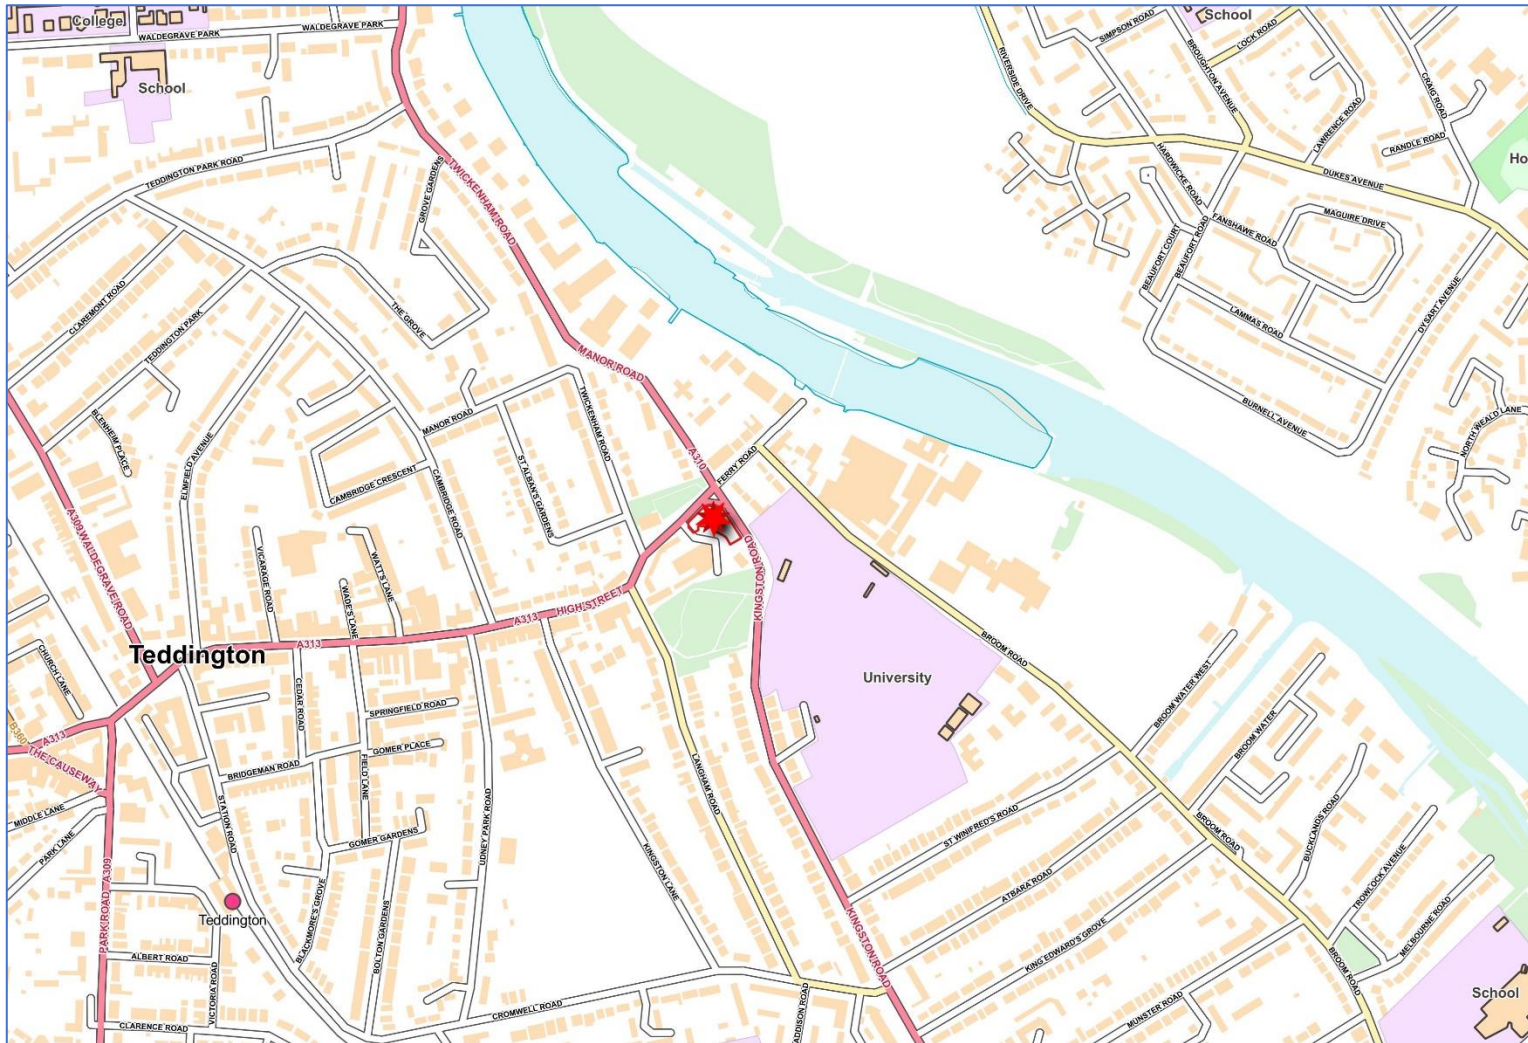 College
WALDEGRAVE PARK
WALDEGRAVE PARK
School
School
SIMPSON ROAD
LOCK ROAD
BROUGHTON AVENUE
CRAIG ROAD
RIVERSIDE DRIVE
LAWRENCE ROAD
RANDLE ROAD
HARDWICKE ROAD
DUKES AVENUE
Ho
TEDDINGTON PARK ROAD
GROVE GARDENS
TWICKENHAM ROAD
FANSHAWE ROAD
MAGUIRE DRIVE
BEAUFORT COURT
BEAUFORT ROAD
CLAREMONT ROAD
TEDDINGTON PARK
THE GROVE
LAMMAS ROAD
DYSART AVENUE
MANOR ROAD
BURNELL AVENUE
NORTH WEALD LANE
BLENHEIM PLACE
ELMFIELD AVENUE
MANOR ROAD
TWICKENHAM ROAD
ST ALBAN'S GARDENS
CAMBRIDGE CRESCENT
CAMBRIDGE ROAD
A310
FERRY ROAD
A309
WALDEGRAVE ROAD
VICARAGE ROAD
WATT'S LANE
WADE'S LANE
KINGSTON ROAD
HIGH STREET
A313
A313
Teddington
BROOM ROAD
University
CHURCH LANE
CEDAR ROAD
SPRINGFIELD ROAD
GOMER PLACE
BROOM WATER WEST
BROOM WATER
B360
A313
THE CAUSEWAY
BRIDGEMAN ROAD
FIELD LANE
LANGHAM ROAD
MIDDLE LANE
PARK LANE
STATION ROAD
GOMER GARDENS
UDNEY PARK ROAD
KINGSTON LANE
ST WINIFRED'S ROAD
BROOM ROAD
BUCKLANDS ROAD
TROWLOCK AVENUE
MELBOURNE ROAD
ATBARA ROAD
A309
PARK ROAD
Teddington
BLACKMORE'S GROVE
BOLTON GARDENS
KINGSTON ROAD
KING EDWARD'S GROVE
BROOM ROAD
ALBERT ROAD
VICTORIA ROAD
CROMWELL ROAD
ADDISON ROAD
MUNSTER ROAD
School
CLARENCE ROAD